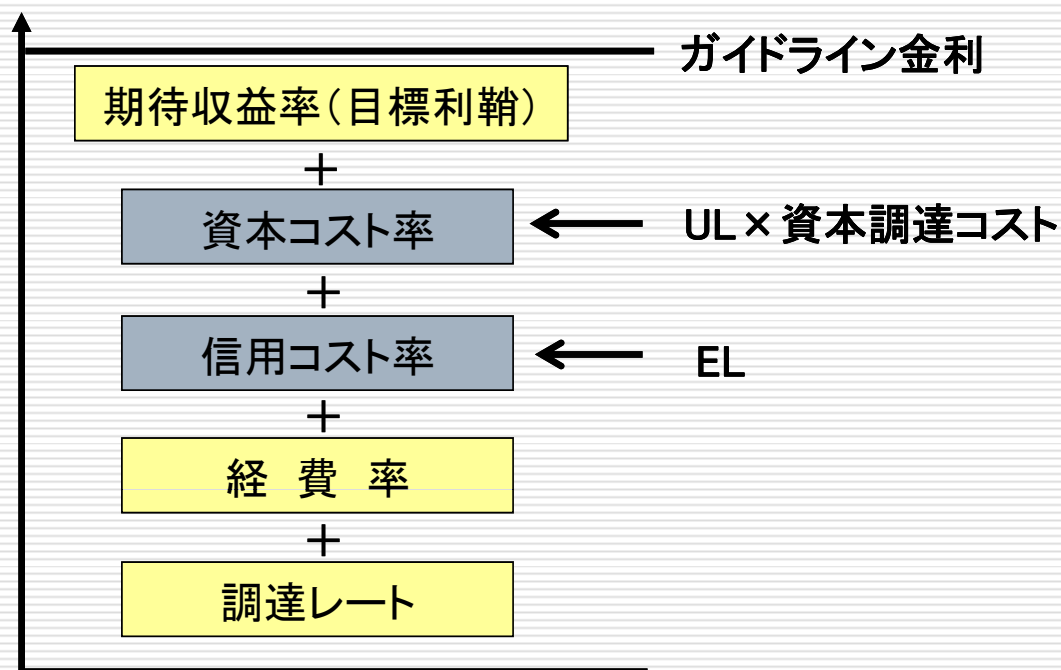 ガイドライン金利
期待収益率(目標利鞘)
+
資本コスト率
UL×資本調達コスト
+
信用コスト率
EL
+
経 費 率
+
調達レート